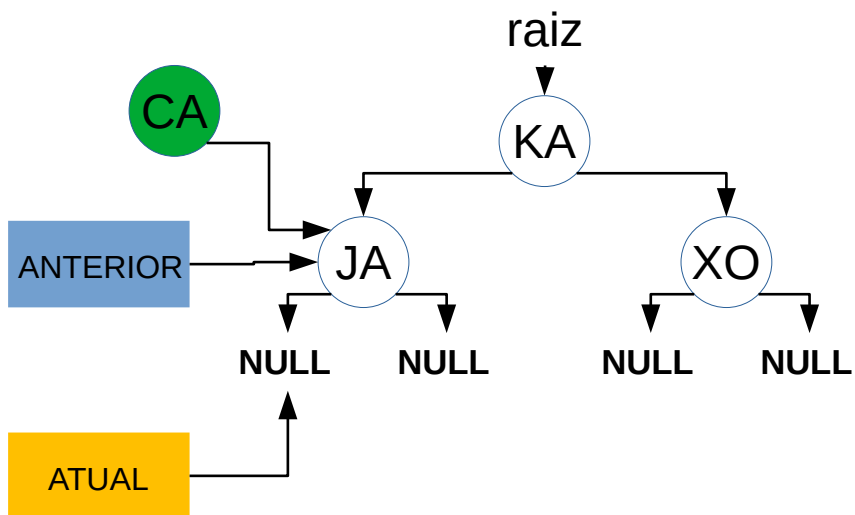 raiz
CA
KA
ANTERIOR
JA
XO
NULL
NULL
NULL
NULL
ATUAL